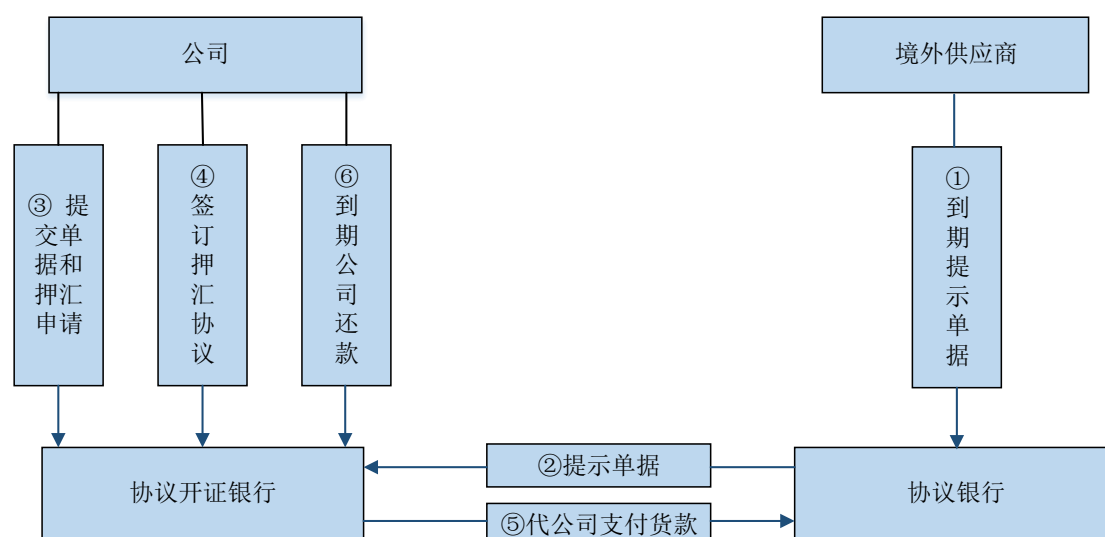 公司
境外供应商
③ 提
交单
据和
押汇
申请
④
签
订
押
汇
协
议
⑥
到
期
公
司
还
款
①
到
期
提
示
单
据
②提示单据
协议开证银行
协议银行
⑤代公司支付货款